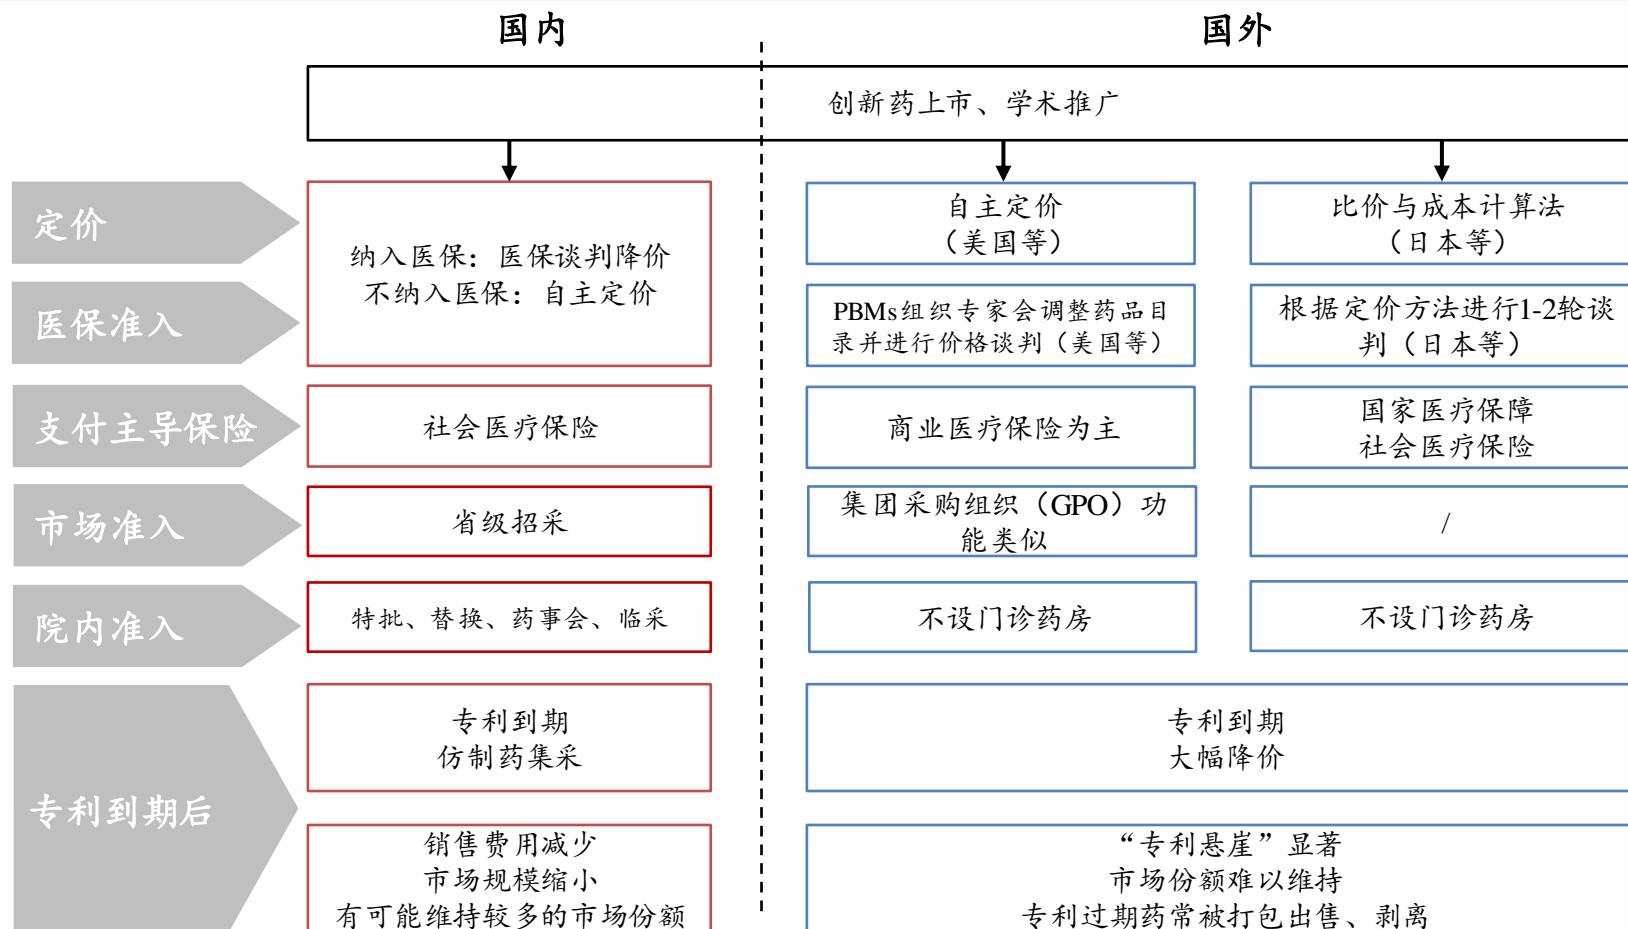 国内
国外
创新药上市、学术推广
定价
纳入医保：医保谈判降价
不纳入医保：自主定价
自主定价
（美国等）
比价与成本计算法
（日本等）
医保准入
PBMs组织专家会调整药品目
录并进行价格谈判（美国等）
根据定价方法进行1-2轮谈
判（日本等）
支付主导保险
社会医疗保险
商业医疗保险为主
国家医疗保障
社会医疗保险
市场准入
省级招采
集团采购组织（GPO）功
能类似
/
院内准入
特批、替换、药事会、临采
不设门诊药房
不设门诊药房
专利到期后
专利到期
仿制药集采
专利到期
大幅降价
销售费用减少
市场规模缩小
有可能维持较多的市场份额
“专利悬崖”显著
市场份额难以维持
专利过期药常被打包出售、剥离